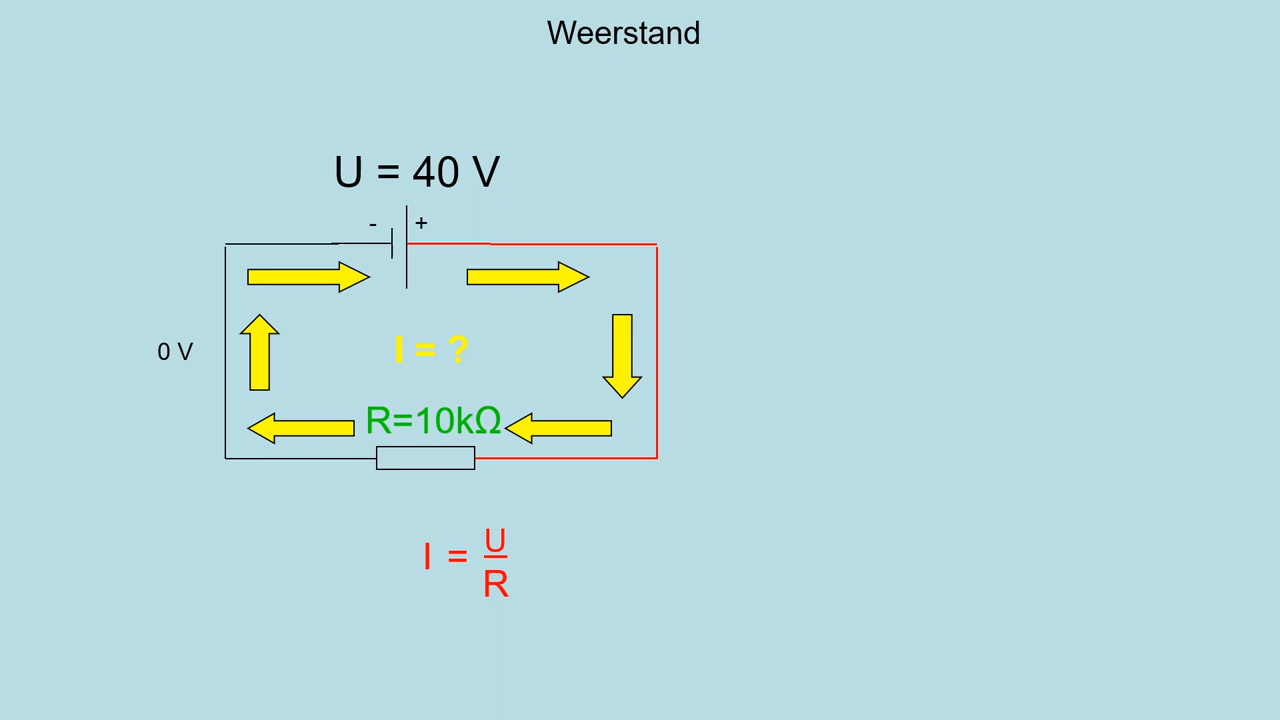 Weerstand
U = 40 V
- +
0 V
I = ?
R=10kΩ
I = U/R